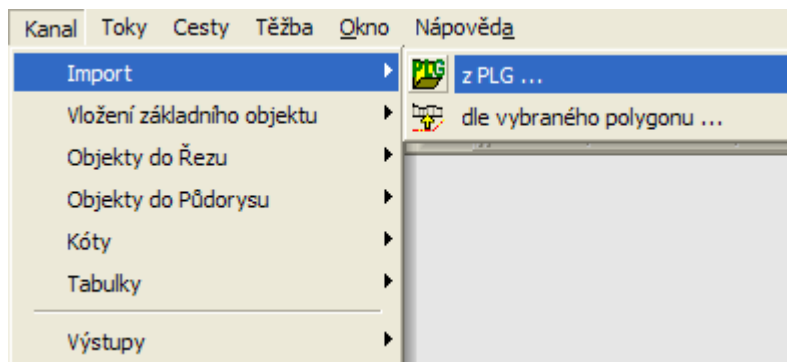 Kanal Toky Cesty Těžba Okno Nápověda
Import
PLG z PLG ...
Vložení základního objektu
dle vybraného polygonu ...
Objekty do Řezu
Objekty do Půdorysu
Kóty
Tabulky
Výstupy